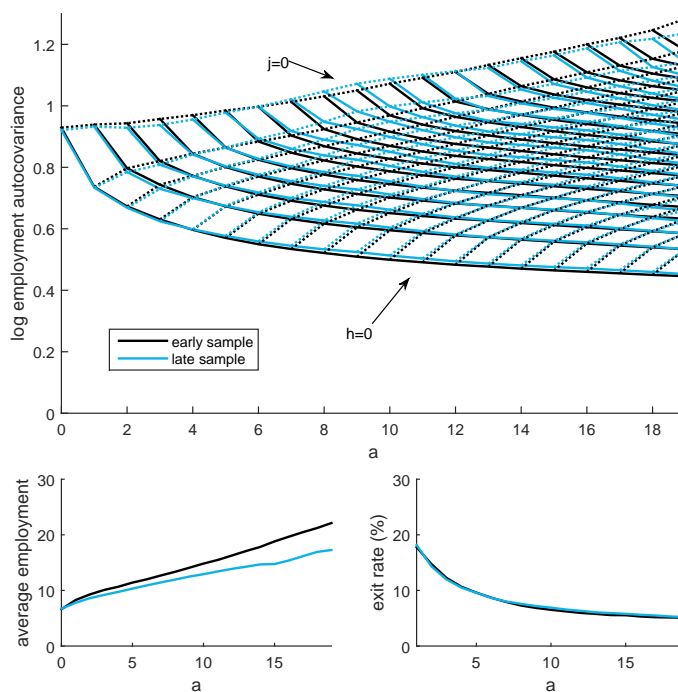 log employment autocovariance
1.2
1
0.8
0.6
0.4
0.2
0
j=0
h=0
early sample
late sample
0 2 4 6 8 10 12 14 16 18
a
average employment
30
20
10
0
0 5 10 15
a
exit rate (%)
30
20
10
0
5 10 15
a